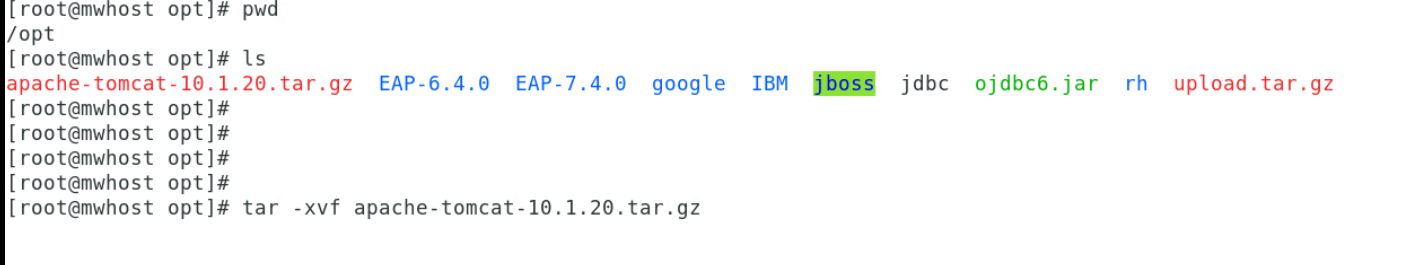 [root@mwhost opt]# pwd
/opt
[root@mwhost opt]# ls
apache-tomcat-10.1.20.tar.gz  EAP-6.4.0  EAP-7.4.0  google  IBM  jboss  jdbc  ojdbc6.jar  rh  upload.tar.gz
[root@mwhost opt]#
[root@mwhost opt]#
[root@mwhost opt]#
[root@mwhost opt]#
[root@mwhost opt]# tar -xvf apache-tomcat-10.1.20.tar.gz